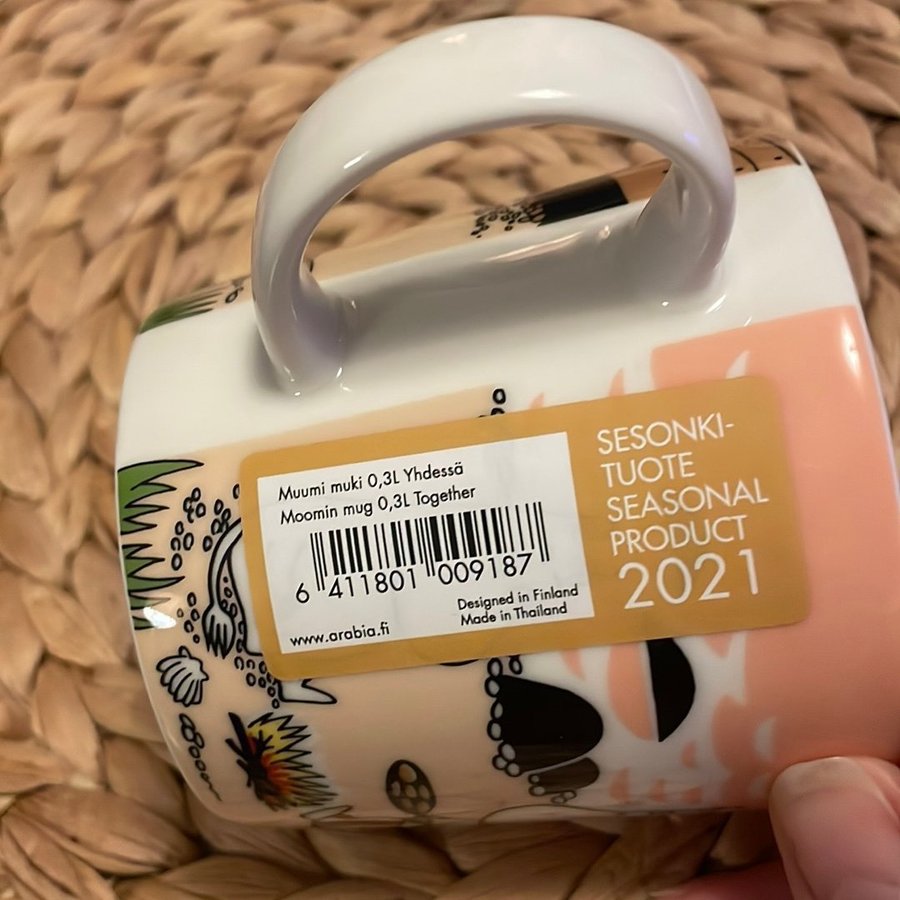 Muumi muki 0,3L Yhdessä
Moomin mug 0,3L Together
6 411801 009187
Designed in Finland
Made in Thailand
www.arabia.fi
SESONKI-
TUOTE
SEASONAL
PRODUCT
2021